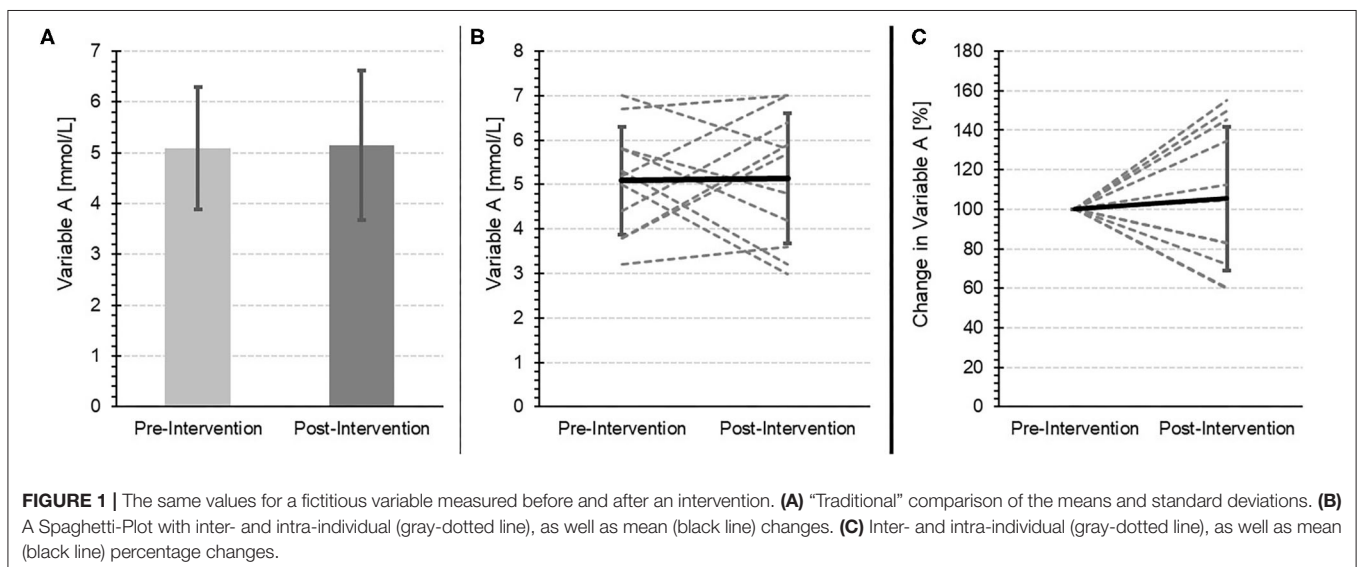 A
Variable A [mmol/L]
7
6
5
4
3
2
1
0
Pre-Intervention Post-Intervention
B
Variable A [mmol/L]
8
7
6
5
4
3
2
1
0
Pre-Intervention Post-Intervention
C
Change in Variable A [%]
180
160
140
120
100
80
60
40
20
0
Pre-Intervention Post-Intervention
FIGURE 1 | The same values for a fictitious variable measured before and after an intervention. (A) “Traditional” comparison of the means and standard deviations. (B)
A Spaghetti-Plot with inter- and intra-individual (gray-dotted line), as well as mean (black line) changes. (C) Inter- and intra-individual (gray-dotted line), as well as mean
(black line) percentage changes.